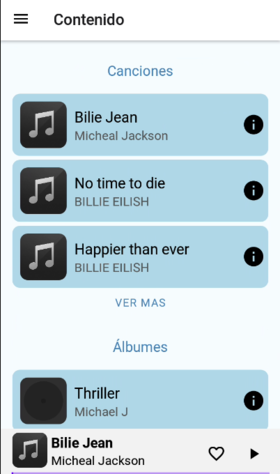 Contenido
Canciones
Bilie Jean
Micheal Jackson
No time to die
BILLIE EILISH
Happier than ever
BILLIE EILISH
VER MAS
Álbumes
Thriller
Michael J
Bilie Jean
Micheal Jackson